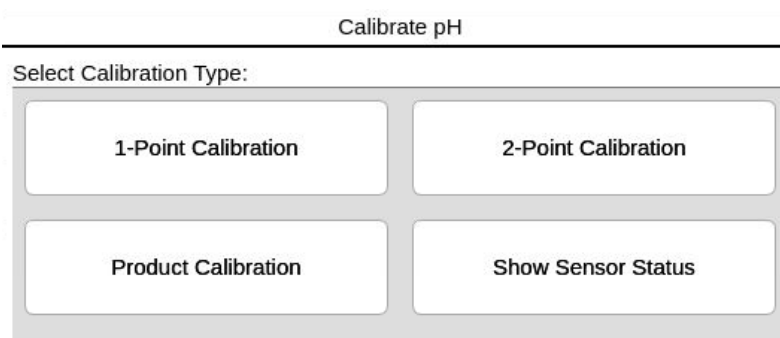 Calibrate pH
Select Calibration Type:
1-Point Calibration
2-Point Calibration
Product Calibration
Show Sensor Status